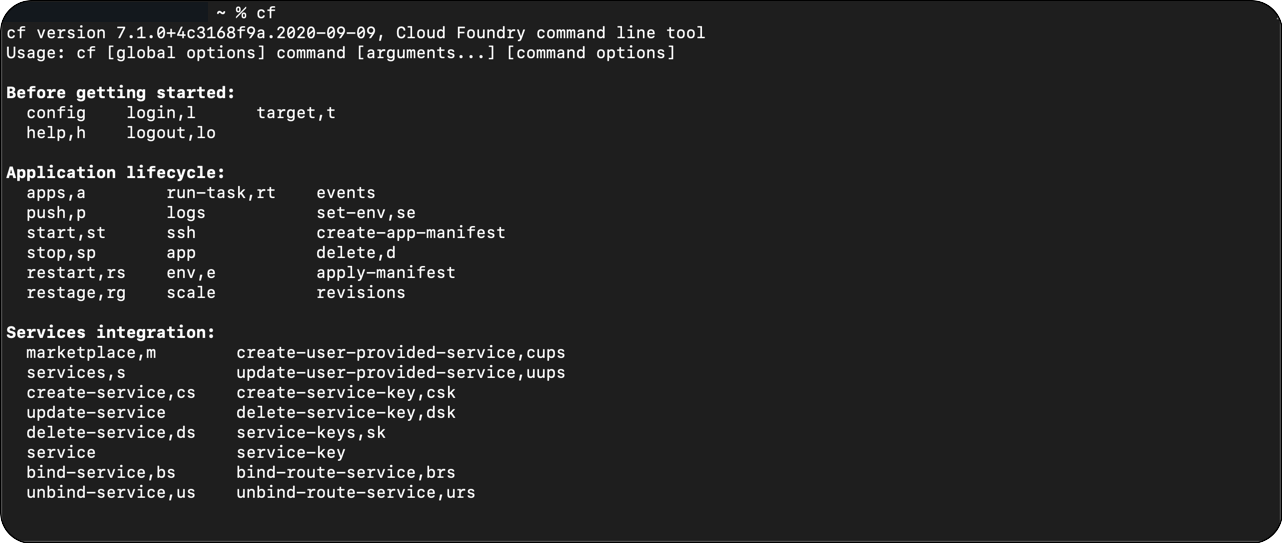 ~ % cf
cf version 7.1.0+4c3168f9a.2020-09-09, Cloud Foundry command line tool
Usage: cf [global options] command [arguments...] [command options]
Before getting started:
config login,l target,t
help,h logout,lo
Application lifecycle:
apps,a run-task,rt events
push,p logs set-env,se
start,st ssh create-app-manifest
stop,sp app delete,d
restart,rs env,e apply-manifest
restage,rg scale revisions
Services integration:
marketplace,m create-user-provided-service,cups
services,s update-user-provided-service,uups
create-service,cs create-service-key,csk
update-service delete-service-key,dsk
delete-service,ds service-keys,sk
service service-key
bind-service,bs bind-route-service,brs
unbind-service,us unbind-route-service,urs